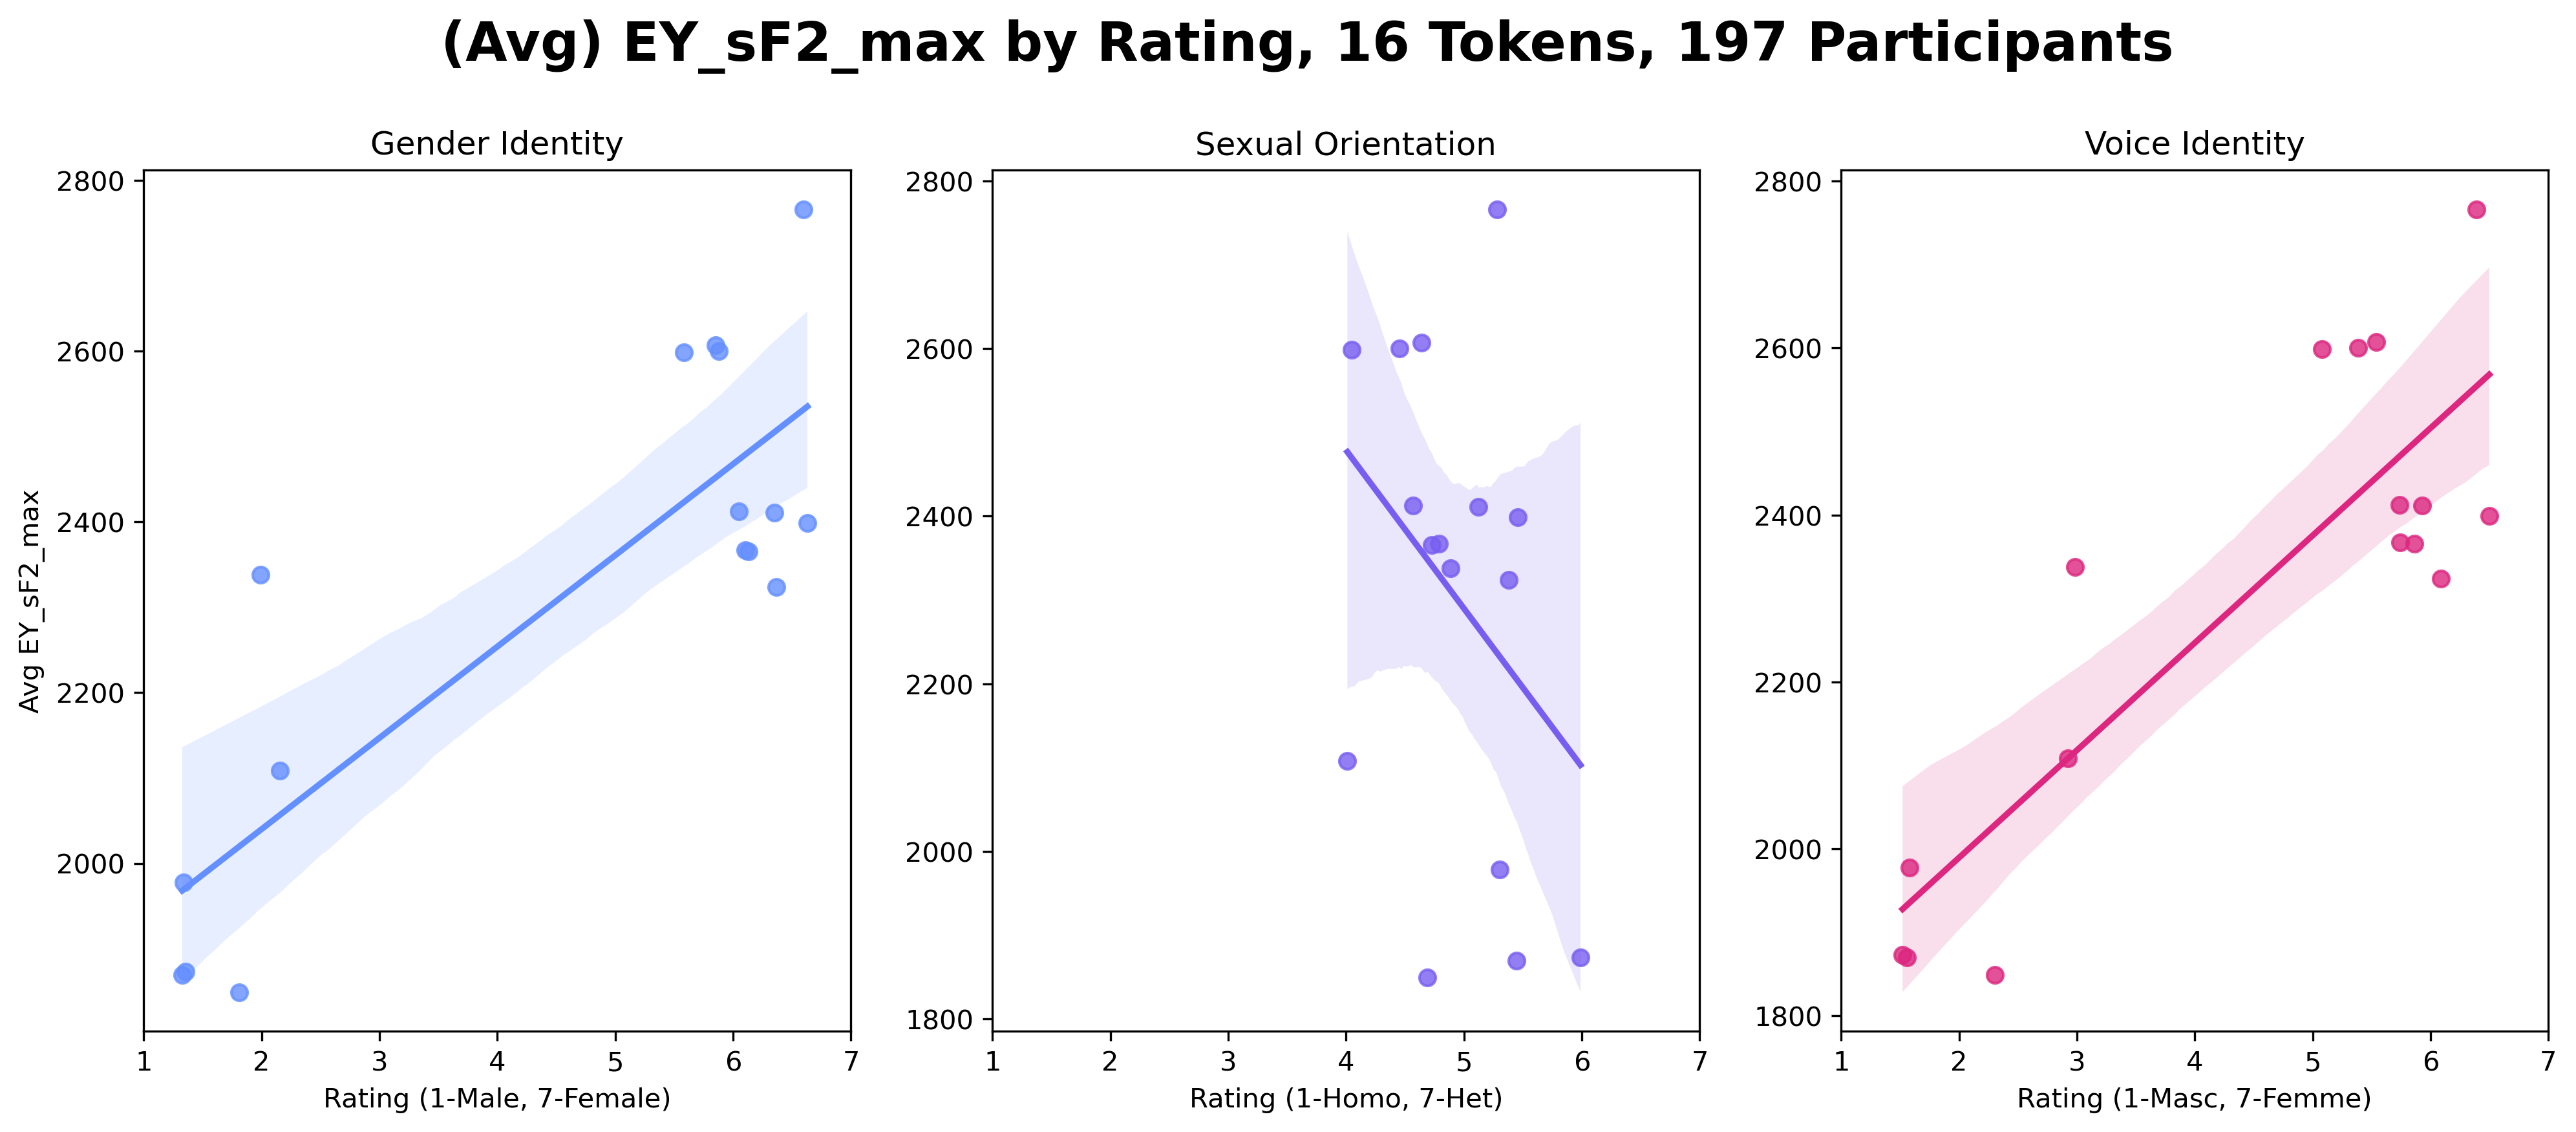 (Avg) EY_sF2_max by Rating, 16 Tokens, 197 Participants
Gender Identity
Avg EY_sF2_max
2800
2600
2400
2200
2000
1 2 3 4 5 6 7
Rating (1-Male, 7-Female)
Sexual Orientation
2800
2600
2400
2200
2000
1800
1 2 3 4 5 6 7
Rating (1-Homo, 7-Het)
Voice Identity
2800
2600
2400
2200
2000
1800
1 2 3 4 5 6 7
Rating (1-Masc, 7-Femme)